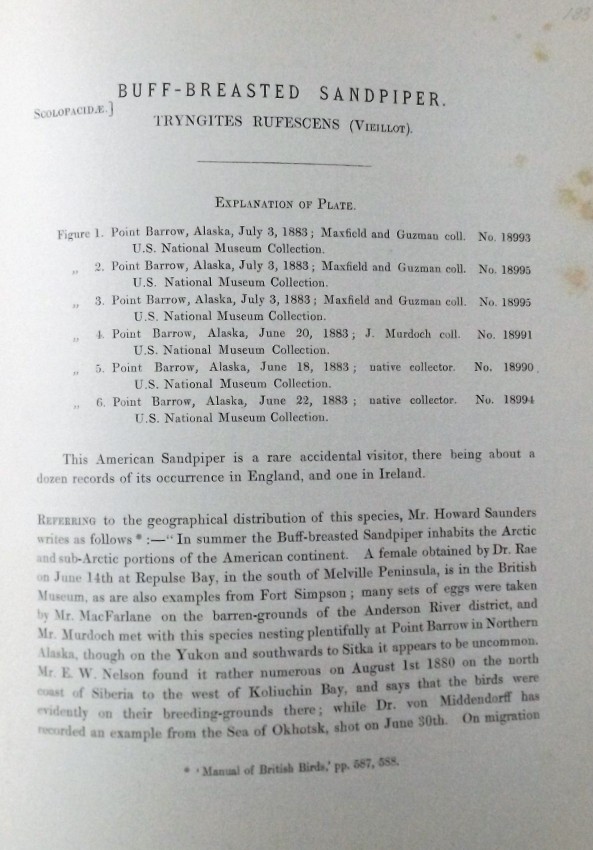 183
BUFF-BREASTED SANDPIPER.
SCOLOPACIDÆ.]
TRYNGITES RUFESCENS (VIEILLOT).
EXPLANATION OF PLATE.
Figure 1. Point Barrow, Alaska, July 3, 1883; Maxfield and Guzman coll. No. 18993
U.S. National Museum Collection.
„ 2. Point Barrow, Alaska, July 3, 1883; Maxfield and Guzman coll. No. 18995
U.S. National Museum Collection.
„ 3. Point Barrow, Alaska, July 3, 1883; Maxfield and Guzman coll. No. 18995
U.S. National Museum Collection.
„ 4. Point Barrow, Alaska, June 20, 1883; J. Murdoch coll. No. 18991
U.S. National Museum Collection.
„ 5. Point Barrow, Alaska, June 18, 1883; native collector. No. 18990.
U.S. National Museum Collection.
„ 6. Point Barrow, Alaska, June 22, 1883; native collector. No. 18994
U.S. National Museum Collection.
This American Sandpiper is a rare accidental visitor, there being about a
dozen records of its occurrence in England, and one in Ireland.
REFERRING to the geographical distribution of this species, Mr. Howard Saunders
writes as follows * :—“ In summer the Buff-breasted Sandpiper inhabits the Arctic
and sub-Arctic portions of the American continent. A female obtained by Dr. Rae
on June 14th at Repulse Bay, in the south of Melville Peninsula, is in the British
Museum, as are also examples from Fort Simpson; many sets of eggs were taken
by Mr. MacFarlane on the barren-grounds of the Anderson River district, and
Mr. Murdoch met with this species nesting plentifully at Point Barrow in Northern
Alaska, though on the Yukon and southwards to Sitka it appears to be uncommon.
Mr. E. W. Nelson found it rather numerous on August 1st 1880 on the north
coast of Siberia to the west of Koliuchin Bay, and says that the birds were
evidently on their breeding-grounds there; while Dr. von Middendorff has
recorded an example from the Sea of Okhotsk, shot on June 30th. On migration
* ‘Manual of British Birds,’ pp. 587, 588.